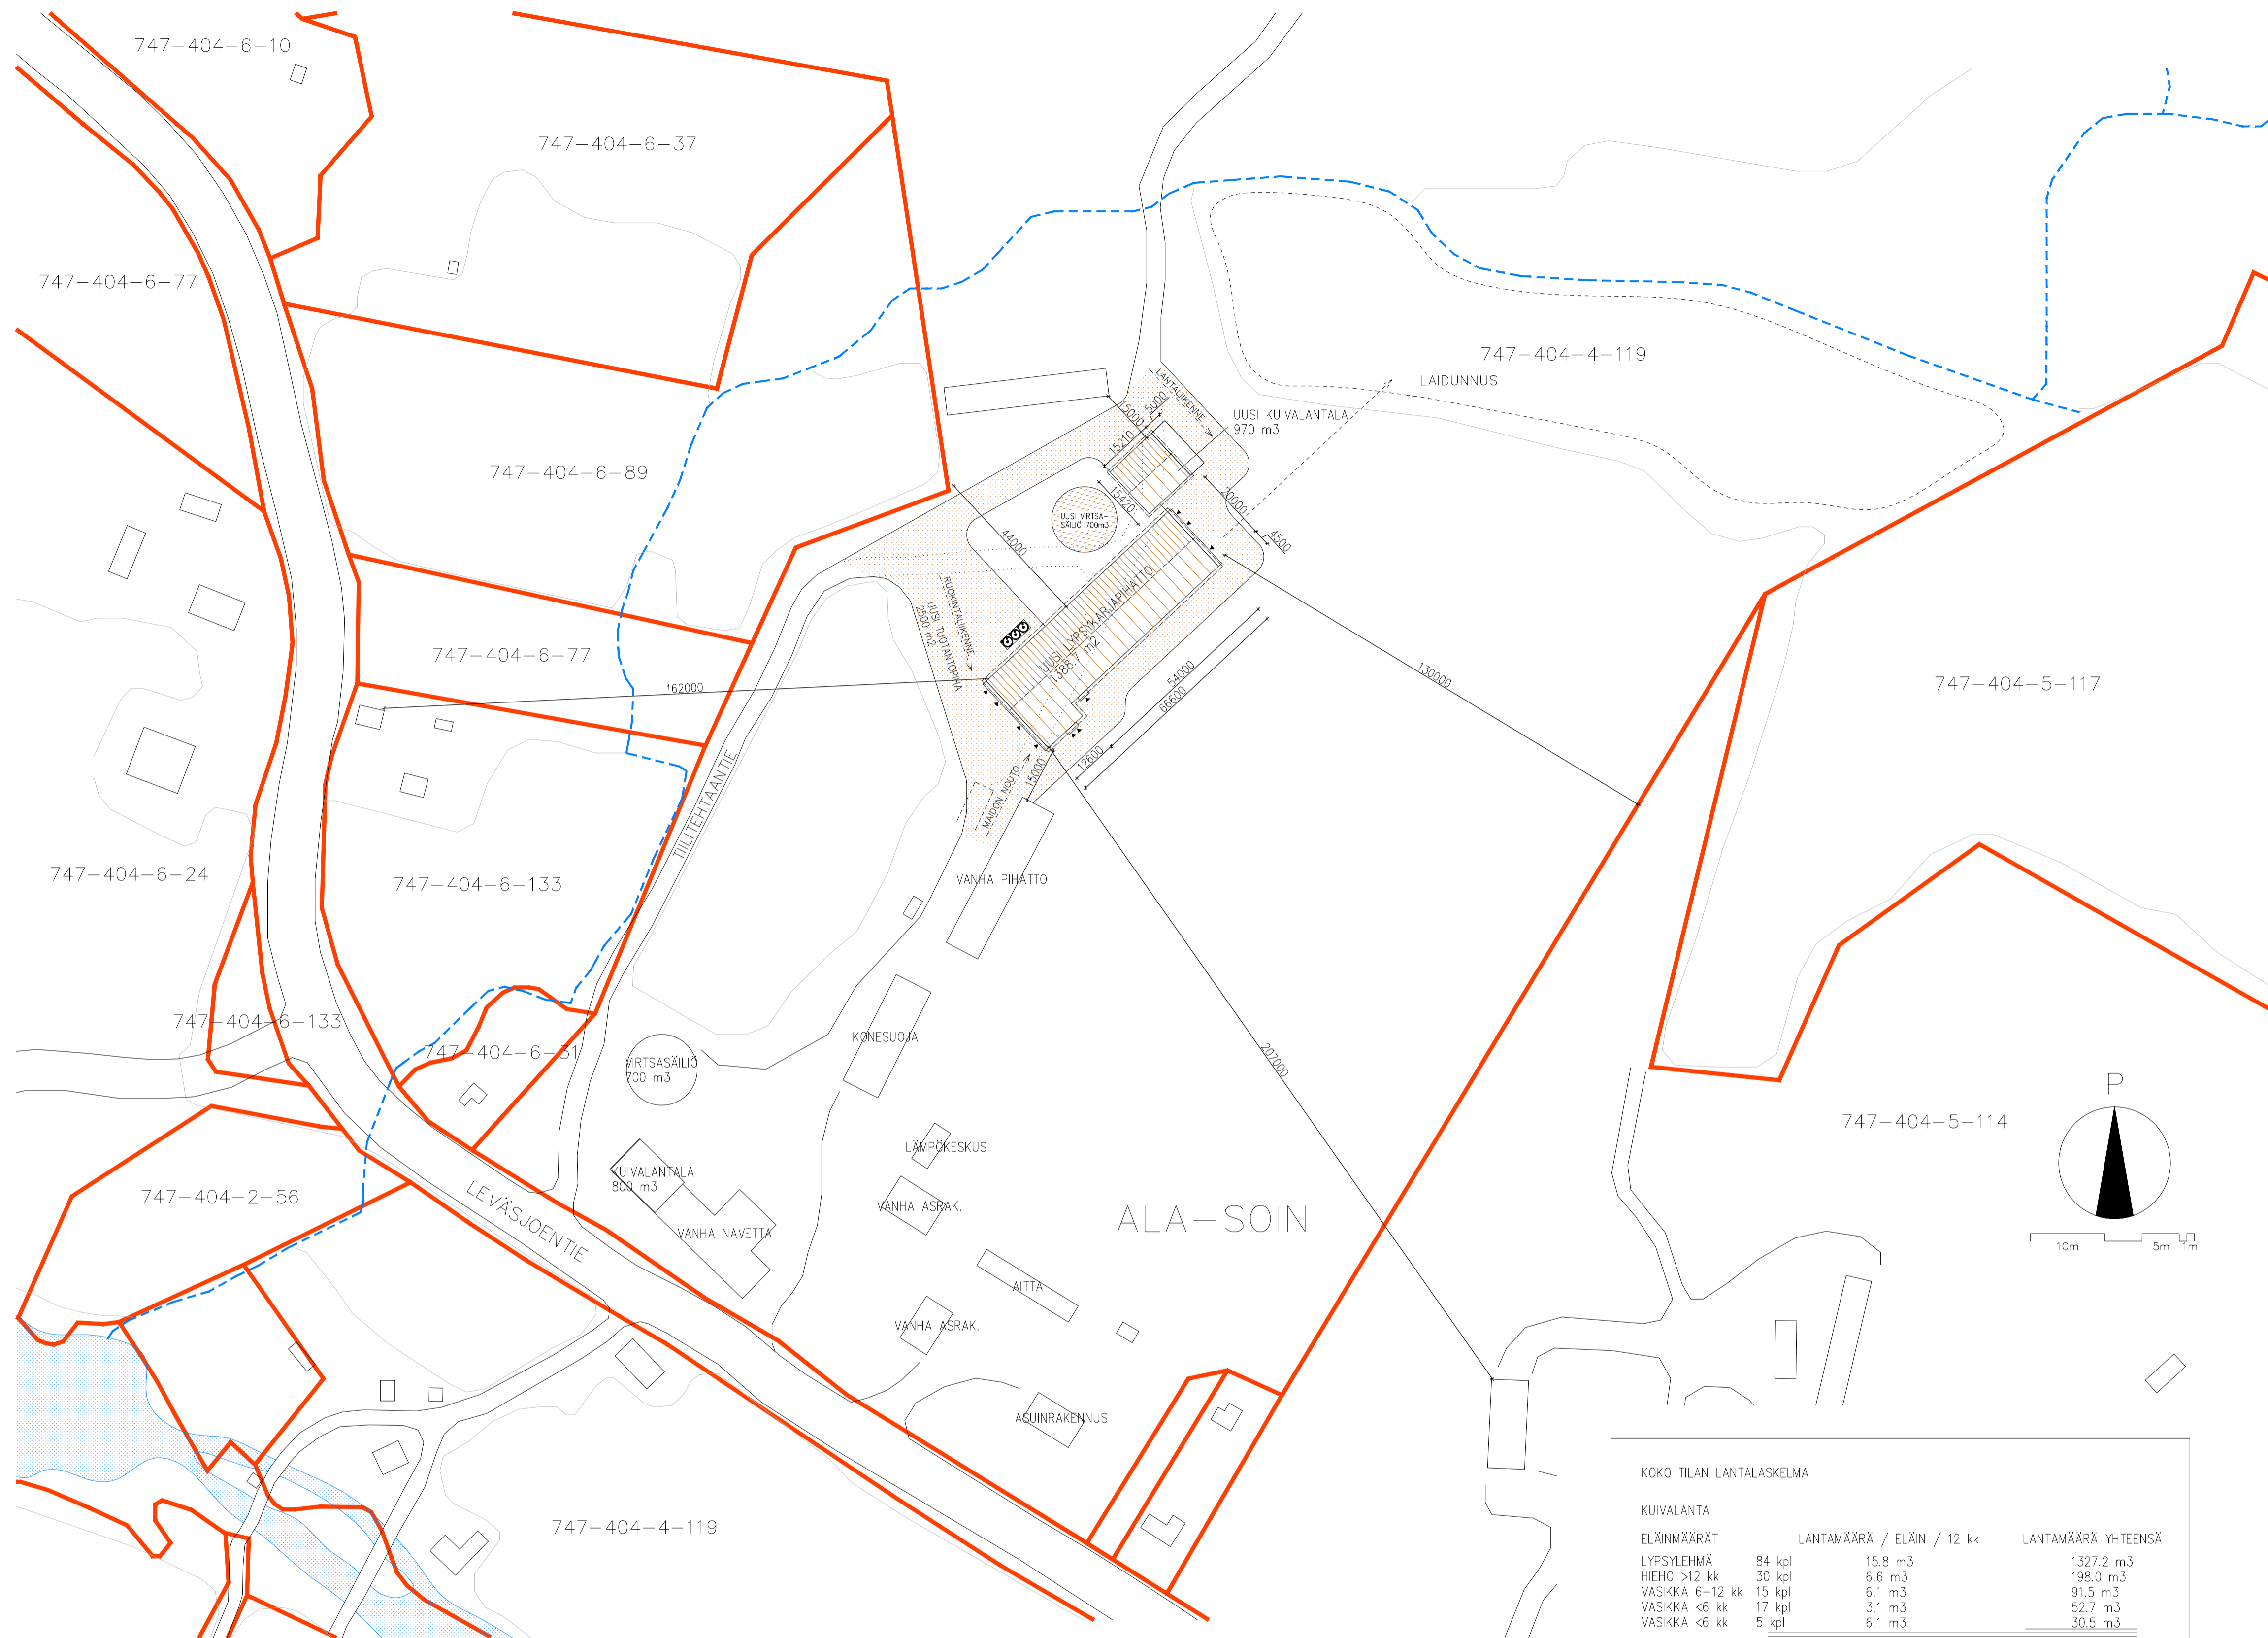 747-404-6-10
747-404-6-37
747-404-6-77
747-404-4-119
LAIDUNNUS
LANTALIIKENNE
5000
15000
UUSI KUIVALANTALA
970 m3
15210
747-404-6-89
15420
20000
UUSI VIRTSA-
SÄILIÖ 700m3
44000
4500
RUOKINTALIIKENNE
UUSI TUOTANTOPIHA
2500 m2
UUSI LYPSYKARJAPIHATTO
1388.7 m2
747-404-6-77
162000
54000
66600
130000
747-404-5-117
12600
15000
MAIDON NOUTO
TIILITEHTAANTIE
747-404-6-24
747-404-6-133
VANHA PIHATTO
747-404-6-133
747-404-6-31
KONESUOJA
VIRTSASÄILIÖ
700 m3
207000
P
747-404-5-114
LÄMPÖKESKUS
KUIVALANTALA
800 m3
747-404-2-56
LEVÄSJOENTIE
VANHA ASRAK.
ALA-SOINI
VANHA NAVETTA
10m 5m 1m
AITTA
VANHA ASRAK.
ASUINRAKENNUS
747-404-4-119
KOKO TILAN LANTALASKELMA
KUIVALANTA
ELÄINMÄÄRÄT LANTAMÄÄRÄ / ELÄIN / 12 kk LANTAMÄÄRÄ YHTEENSÄ
LYPSYLEHMÄ 84 kpl 15.8 m3 1327.2 m3
HIEHO >12 kk 30 kpl 6.6 m3 198.0 m3
VASIKKA 6-12 kk 15 kpl 6.1 m3 91.5 m3
VASIKKA <6 kk 17 kpl 3.1 m3 52.7 m3
VASIKKA <6 kk 5 kpl 6.1 m3 30.5 m3